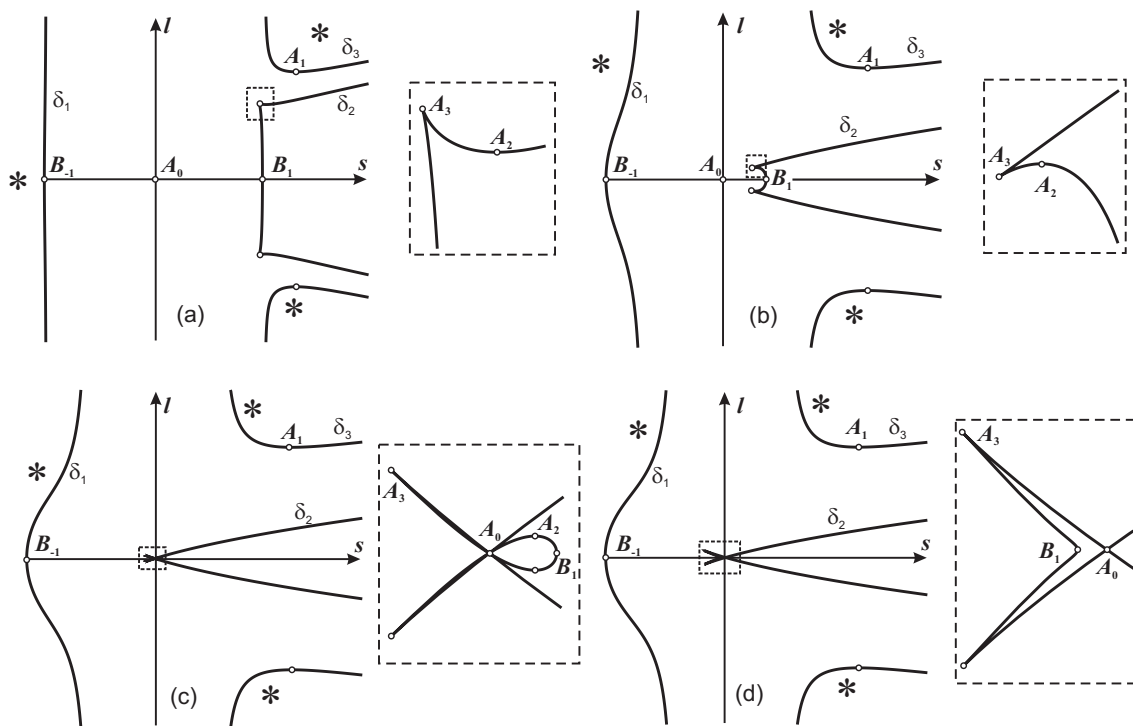 l
*
A₁
δ₃
δ₁
δ₂
* B₋₁
A₀
B₁
s
*
(a)
A₃
A₂
l
*
A₁
δ₃
*
δ₁
δ₂
B₋₁
A₀
B₁
s
*
(b)
A₃
A₂
l
*
A₁
δ₃
*
δ₁
δ₂
B₋₁
s
*
(c)
A₃
A₀
A₂
B₁
l
*
A₁
δ₃
*
δ₁
δ₂
B₋₁
s
*
(d)
A₃
B₁
A₀